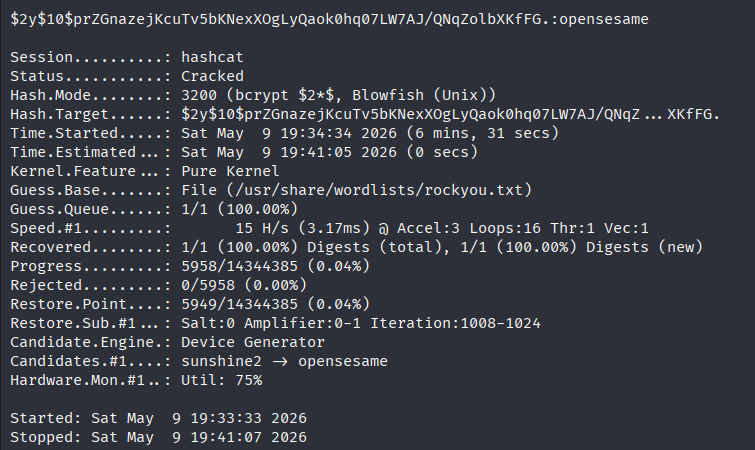 $2y$10$prZGnazejKcuTv5bKNexXOgLyQaok0hq07LW7AJ/QNqZolbXKfFG.:opensesame
Session..........: hashcat
Status...........: Cracked
Hash.Mode........: 3200 (bcrypt $2*$, Blowfish (Unix))
Hash.Target......: $2y$10$prZGnazejKcuTv5bKNexXOgLyQaok0hq07LW7AJ/QNqZ...XKfFG.
Time.Started.....: Sat May  9 19:34:34 2026 (6 mins, 31 secs)
Time.Estimated...: Sat May  9 19:41:05 2026 (0 secs)
Kernel.Feature...: Pure Kernel
Guess.Base.......: File (/usr/share/wordlists/rockyou.txt)
Guess.Queue......: 1/1 (100.00%)
Speed.#1.........:       15 H/s (3.17ms) @ Accel:3 Loops:16 Thr:1 Vec:1
Recovered........: 1/1 (100.00%) Digests (total), 1/1 (100.00%) Digests (new)
Progress.........: 5958/14344385 (0.04%)
Rejected.........: 0/5958 (0.00%)
Restore.Point....: 5949/14344385 (0.04%)
Restore.Sub.#1...: Salt:0 Amplifier:0-1 Iteration:1008-1024
Candidate.Engine.: Device Generator
Candidates.#1....: sunshine2 -> opensesame
Hardware.Mon.#1..: Util: 75%
Started: Sat May  9 19:33:33 2026
Stopped: Sat May  9 19:41:07 2026